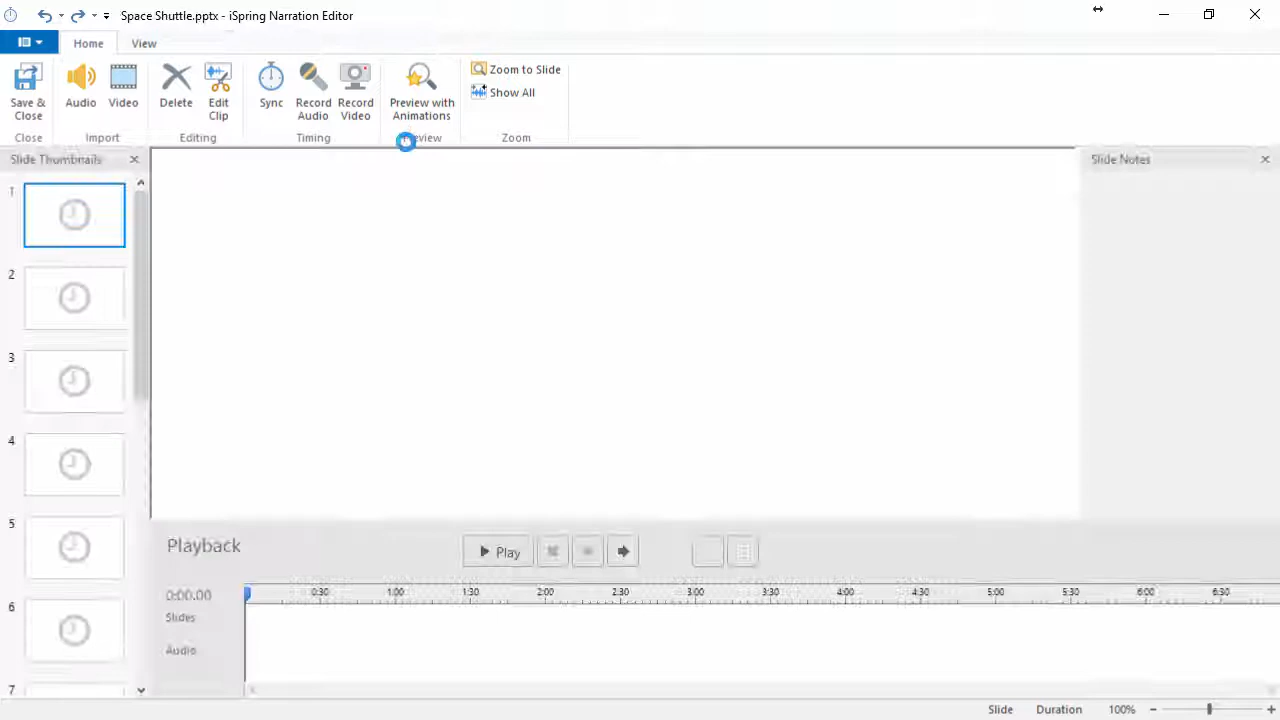 Space Shuttle.pptx - iSpring Narration Editor
Home View
Save & Close
Audio
Video
Delete
Edit Clip
Sync
Record Audio
Record Video
Preview with Animations
Zoom to Slide
Show All
Close
Import
Editing
Timing
Preview
Zoom
Slide Thumbnails
Slide Notes
1
2
3
4
5
6
7
Playback
Play
0:00.00
0:30 1:00 1:30 2:00 2:30 3:00 3:30 4:00 4:30 5:00 5:30 6:00 6:30
Slides
Audio
Slide Duration 100%